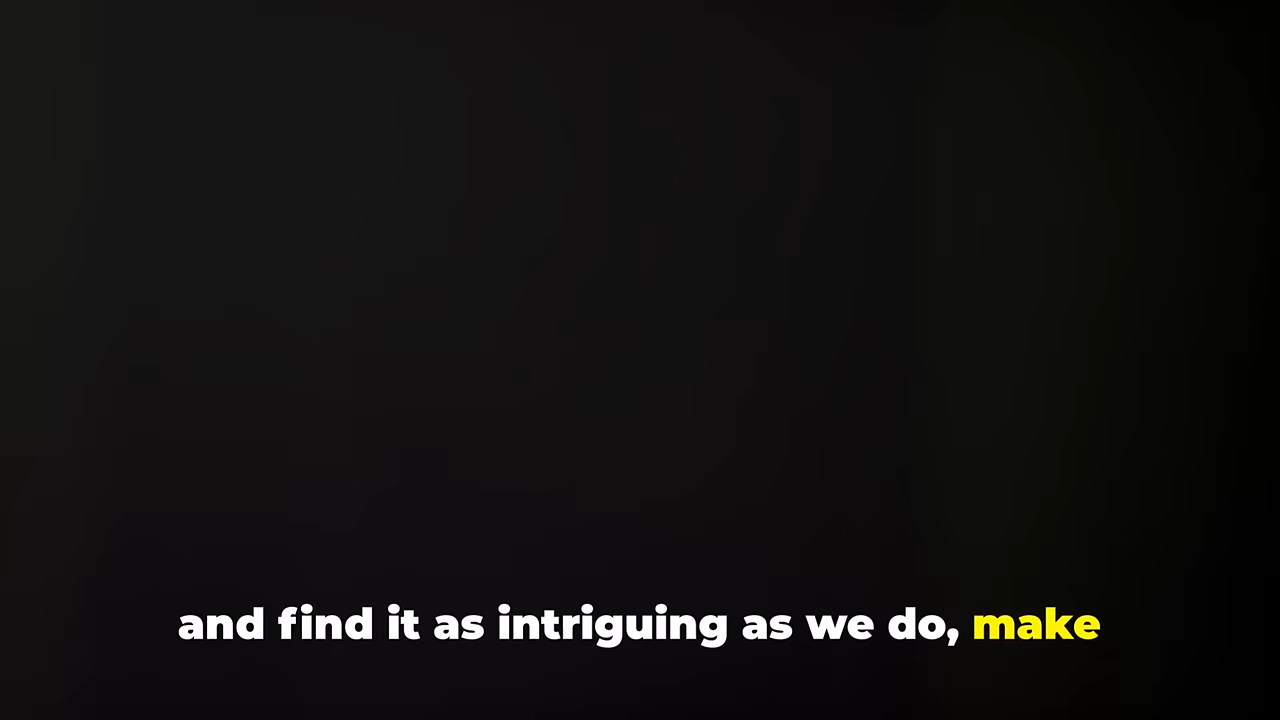 and find it as intriguing as we do, make